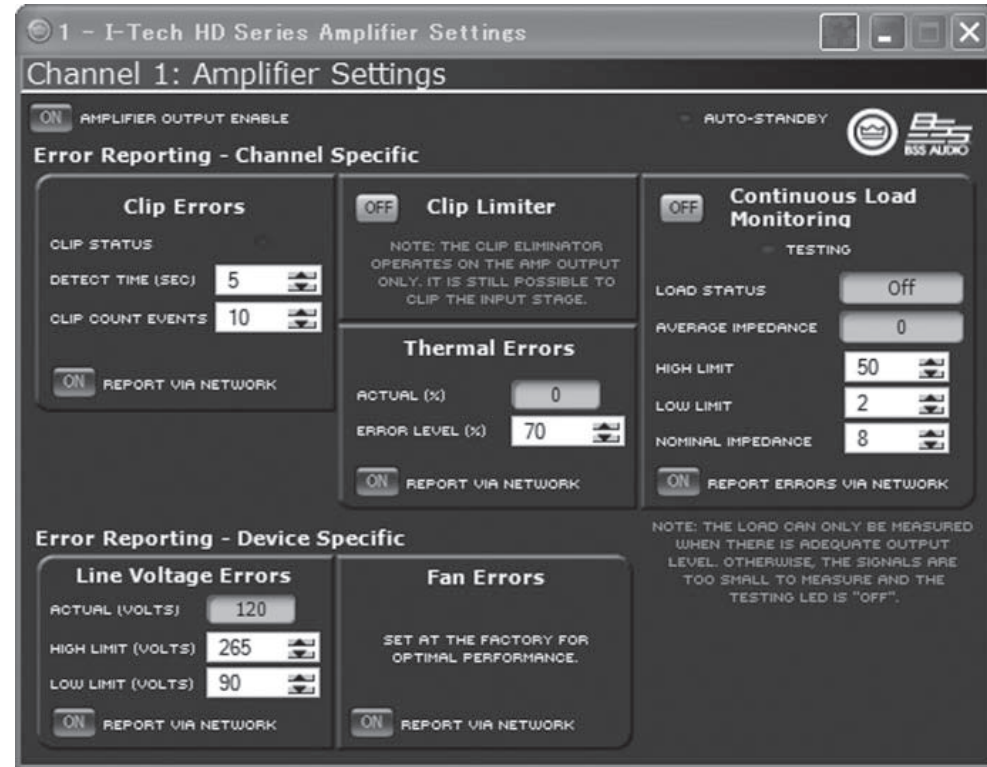 1 - I-Tech HD Series Amplifier Settings
Channel 1: Amplifier Settings
ON AMPLIFIER OUTPUT ENABLE
AUTO-STANDBY
BSS AUDIO
Error Reporting - Channel Specific
Clip Errors
CLIP STATUS
DETECT TIME (SEC) 5
CLIP COUNT EVENTS 10
ON REPORT VIA NETWORK
OFF Clip Limiter
NOTE: THE CLIP ELIMINATOR
OPERATES ON THE AMP OUTPUT
ONLY. IT IS STILL POSSIBLE TO
CLIP THE INPUT STAGE.
Thermal Errors
ACTUAL (%) 0
ERROR LEVEL (%) 70
ON REPORT VIA NETWORK
OFF Continuous Load
Monitoring
TESTING
LOAD STATUS Off
AVERAGE IMPEDANCE 0
HIGH LIMIT 50
LOW LIMIT 2
NOMINAL IMPEDANCE 8
ON REPORT ERRORS VIA NETWORK
NOTE: THE LOAD CAN ONLY BE MEASURED
WHEN THERE IS ADEQUATE OUTPUT
LEVEL. OTHERWISE, THE SIGNALS ARE
TOO SMALL TO MEASURE AND THE
TESTING LED IS "OFF".
Error Reporting - Device Specific
Line Voltage Errors
ACTUAL (VOLTS) 120
HIGH LIMIT (VOLTS) 265
LOW LIMIT (VOLTS) 90
ON REPORT VIA NETWORK
Fan Errors
SET AT THE FACTORY FOR
OPTIMAL PERFORMANCE.
ON REPORT VIA NETWORK